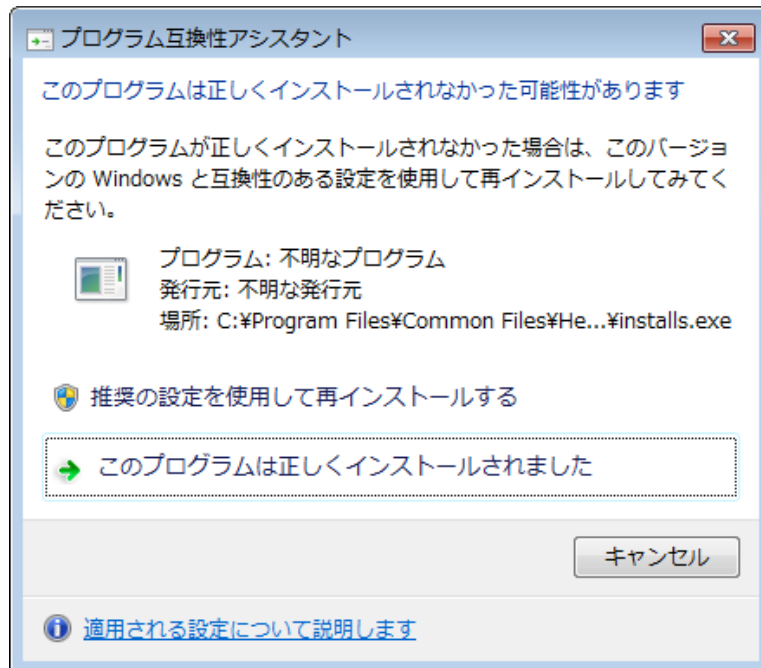 プログラム互換性アシスタント
このプログラムは正しくインストールされなかった可能性があります
このプログラムが正しくインストールされなかった場合は、このバージョ
ンの Windows と互換性のある設定を使用して再インストールしてみてく
ださい。
プログラム: 不明なプログラム
発行元: 不明な発行元
場所: C:¥Program Files¥Common Files¥He...¥installs.exe
推奨の設定を使用して再インストールする
このプログラムは正しくインストールされました
キャンセル
適用される設定について説明します